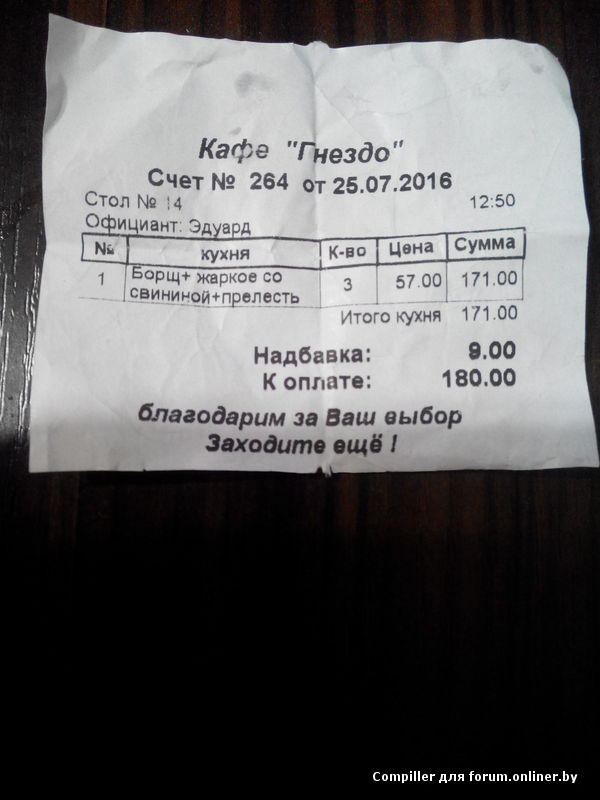 Кафе "Гнездо"
Счет № 264 от 25.07.2016
Стол № 14 12:50
Официант: Эдуард
№ кухня К-во Цена Сумма
1 Борщ+ жаркое со свининой+прелесть 3 57.00 171.00
Итого кухня 171.00
Надбавка: 9.00
К оплате: 180.00
благодарим за Ваш выбор
Заходите ещё !
Compiller для forum.onliner.by